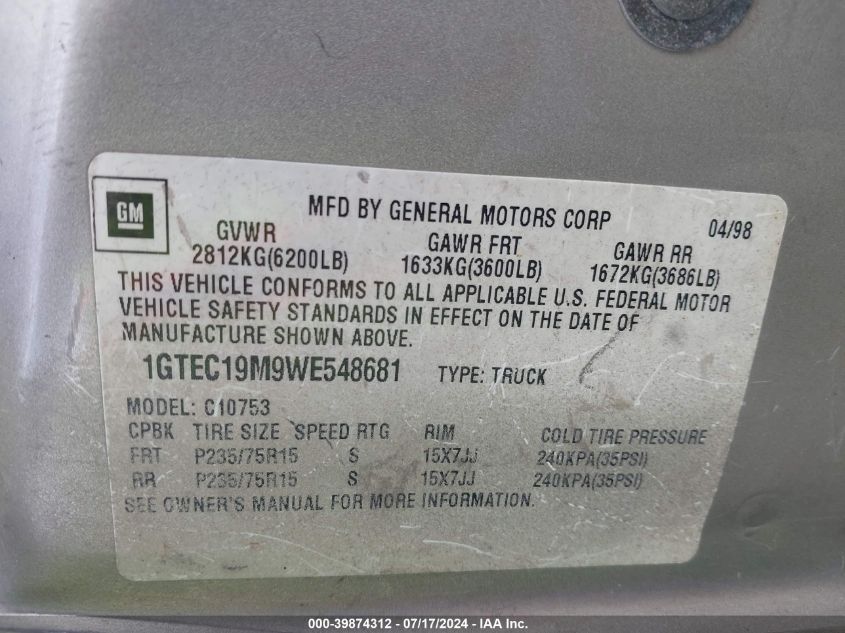 GM
MFD BY GENERAL MOTORS CORP 04/98
GVWR GAWR FRT GAWR RR
2812KG(6200LB) 1633KG(3600LB) 1672KG(3686LB)
THIS VEHICLE CONFORMS TO ALL APPLICABLE U.S. FEDERAL MOTOR
VEHICLE SAFETY STANDARDS IN EFFECT ON THE DATE OF
MANUFACTURE SHOWN ABOVE.
1GTEC19M9WE548681 TYPE: TRUCK
MODEL: C10753
CPBK TIRE SIZE SPEED RTG RIM COLD TIRE PRESSURE
FRT P235/75R15 S 15X7JJ 240KPA(35PSI)
RR P235/75R15 S 15X7JJ 240KPA(35PSI)
SEE OWNER'S MANUAL FOR MORE INFORMATION.
000-39874312 - 07/17/2024 - IAA Inc.